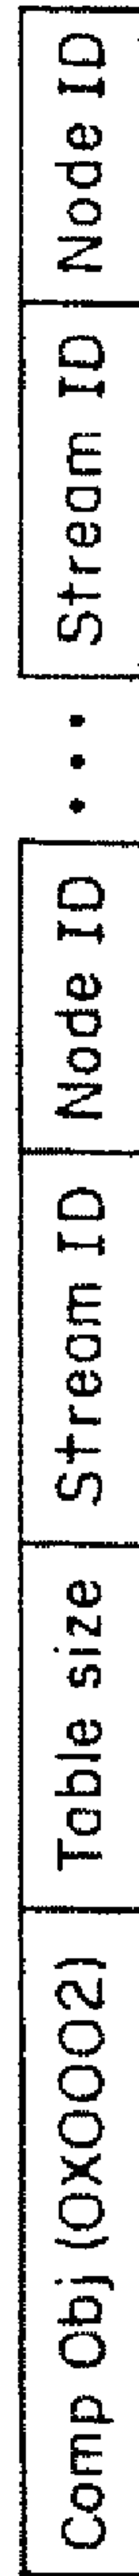 Comp Obj (0X0002) Table size Stream ID Node ID ... Stream ID Node ID